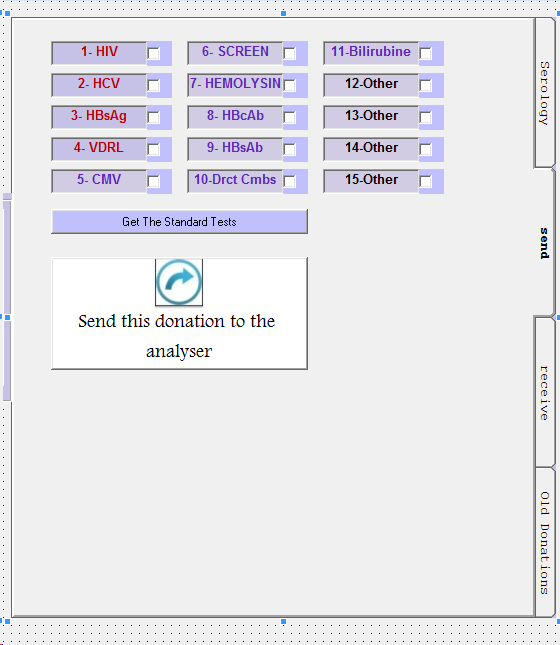 1- HIV
6- SCREEN
11-Bilirubine
2- HCV
7- HEMOLYSIN
12-Other
3- HBsAg
8- HBcAb
13-Other
4- VDRL
9- HBsAb
14-Other
5- CMV
10-Drct Cmbs
15-Other
Get The Standard Tests
Send this donation to the
analyser
Serology
send
receive
Old Donations